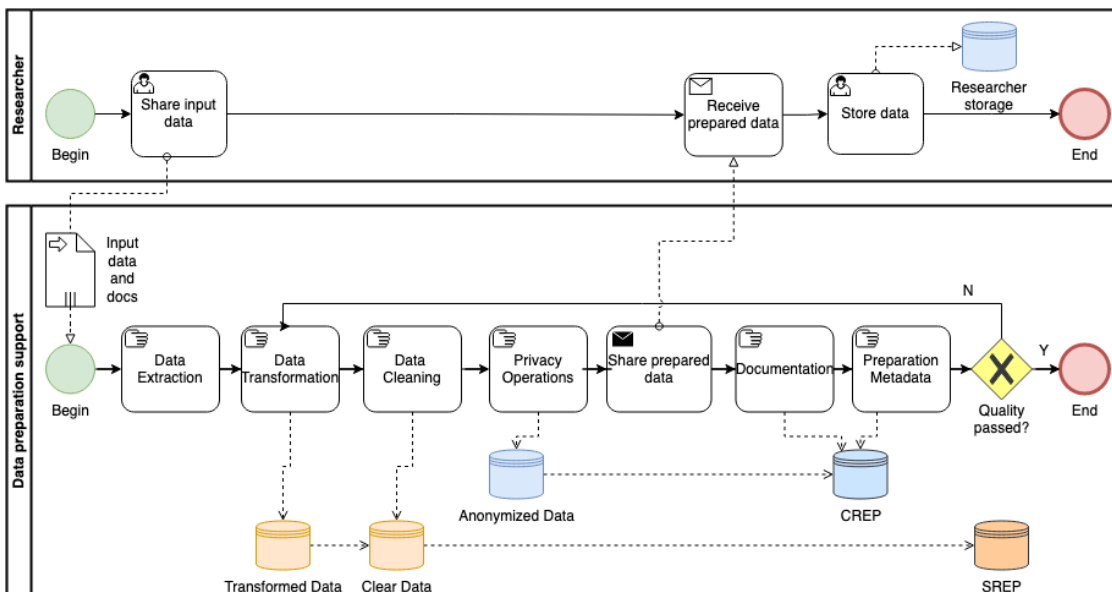 Researcher
Begin
Share input
data
Receive
prepared data
Store data
Researcher
storage
End
Data preparation support
Input
data
and
docs
Begin
Data
Extraction
Data
Transformation
Data
Cleaning
Privacy
Operations
Share prepared
data
Documentation
Preparation
Metadata
N
Y
Quality
passed?
End
Anonymized Data
CREP
Transformed Data
Clear Data
SREP